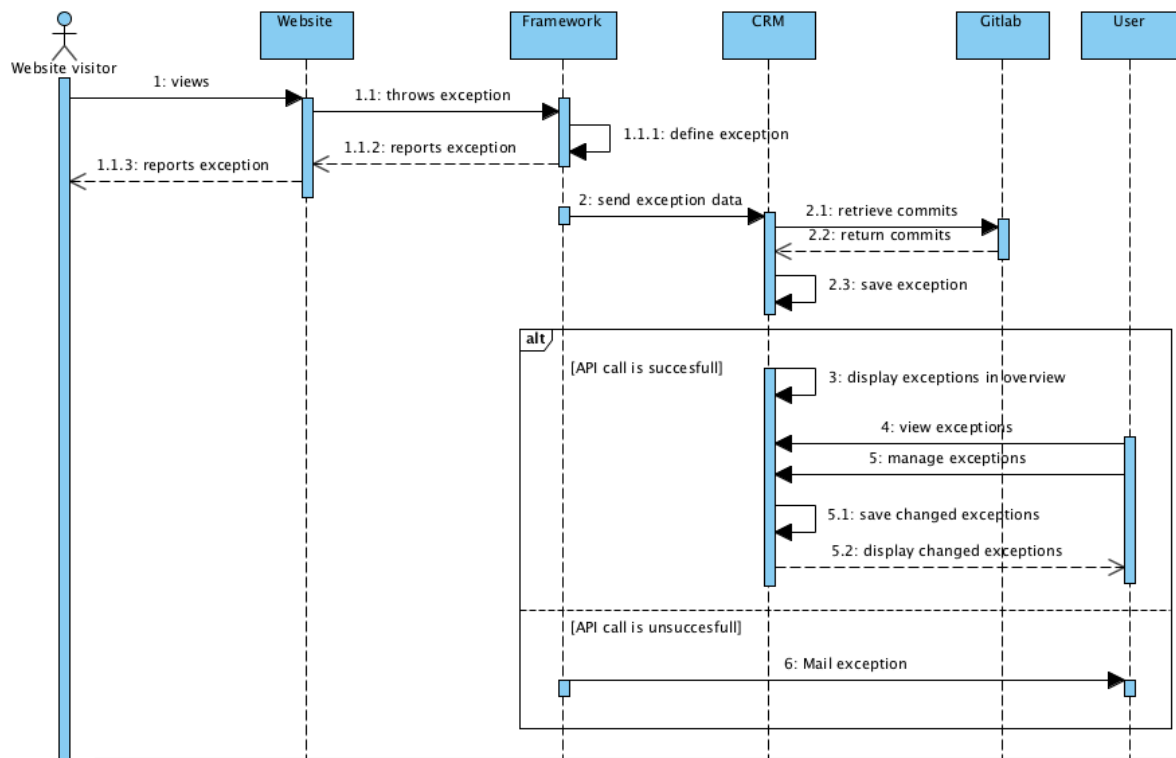 Website
Framework
CRM
Gitlab
User
Website visitor
1: views
1.1: throws exception
1.1.1: define exception
1.1.2: reports exception
1.1.3: reports exception
2: send exception data
2.1: retrieve commits
2.2: return commits
2.3: save exception
alt
[API call is succesfull]
3: display exceptions in overview
4: view exceptions
5: manage exceptions
5.1: save changed exceptions
5.2: display changed exceptions
[API call is unsuccesfull]
6: Mail exception